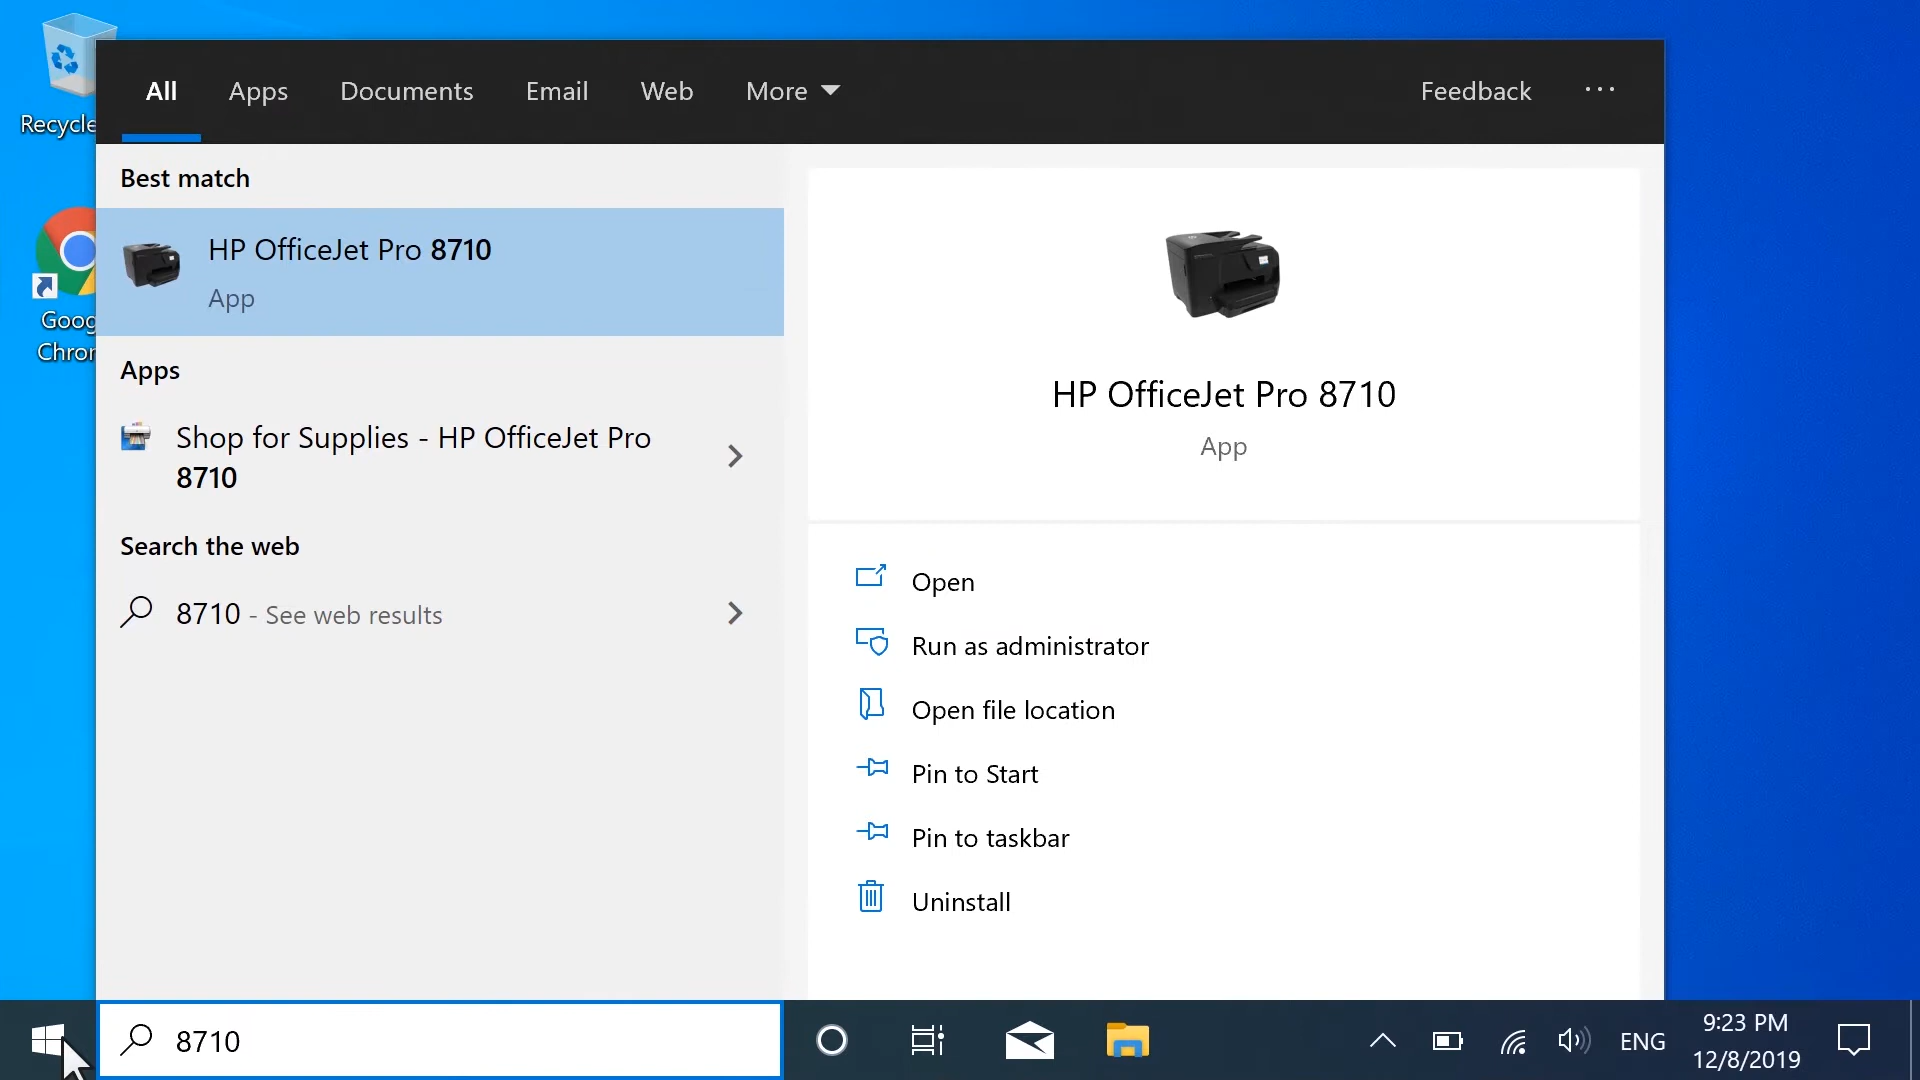 Recycle
Goog
Chron
All Apps Documents Email Web More Feedback ...
Best match
HP OfficeJet Pro 8710
App
Apps
Shop for Supplies - HP OfficeJet Pro
8710
Search the web
8710 - See web results
HP OfficeJet Pro 8710
App
Open
Run as administrator
Open file location
Pin to Start
Pin to taskbar
Uninstall
8710
ENG
9:23 PM
12/8/2019